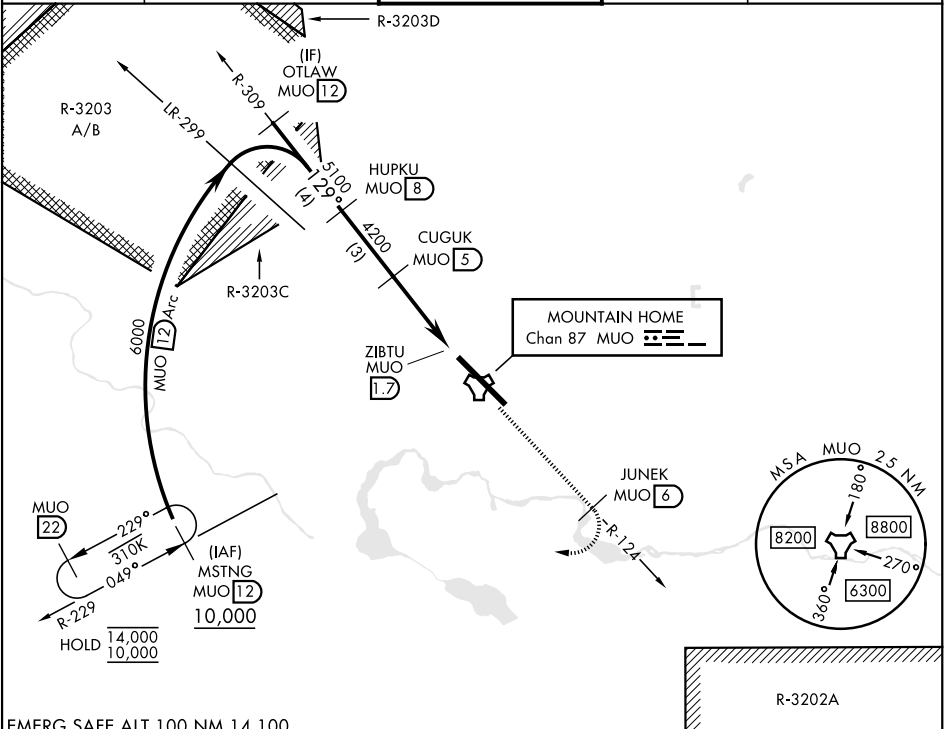 R-3203D
(IF)
OTLAW
MUO 12
R-309
R-3203
A/B
LR-299
5100
129°
(4)
HUPKU
MUO 8
4200
(3)
CUGUK
MUO 5
R-3203C
6000
MUO 12 Arc
MOUNTAIN HOME
Chan 87 MUO
ZIBTU
MUO
1.7
JUNEK
MUO 6
R-124
MSA MUO 25 NM
180°
8200
8800
270°
360°
6300
MUO
22
229°
310K
049°
R-229
(IAF)
MSTNG
MUO 12
10,000
HOLD 14,000
10,000
R-3202A
EMERG SAFE ALT 100 NM 14,100